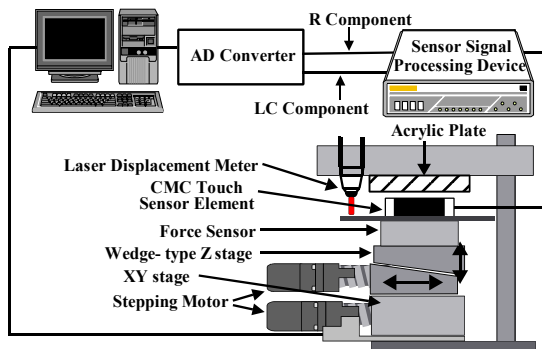 R Component
AD Converter
Sensor Signal
Processing Device
LC Component
Acrylic Plate
Laser Displacement Meter
CMC Touch
Sensor Element
Force Sensor
Wedge- type Z stage
XY stage
Stepping Motor